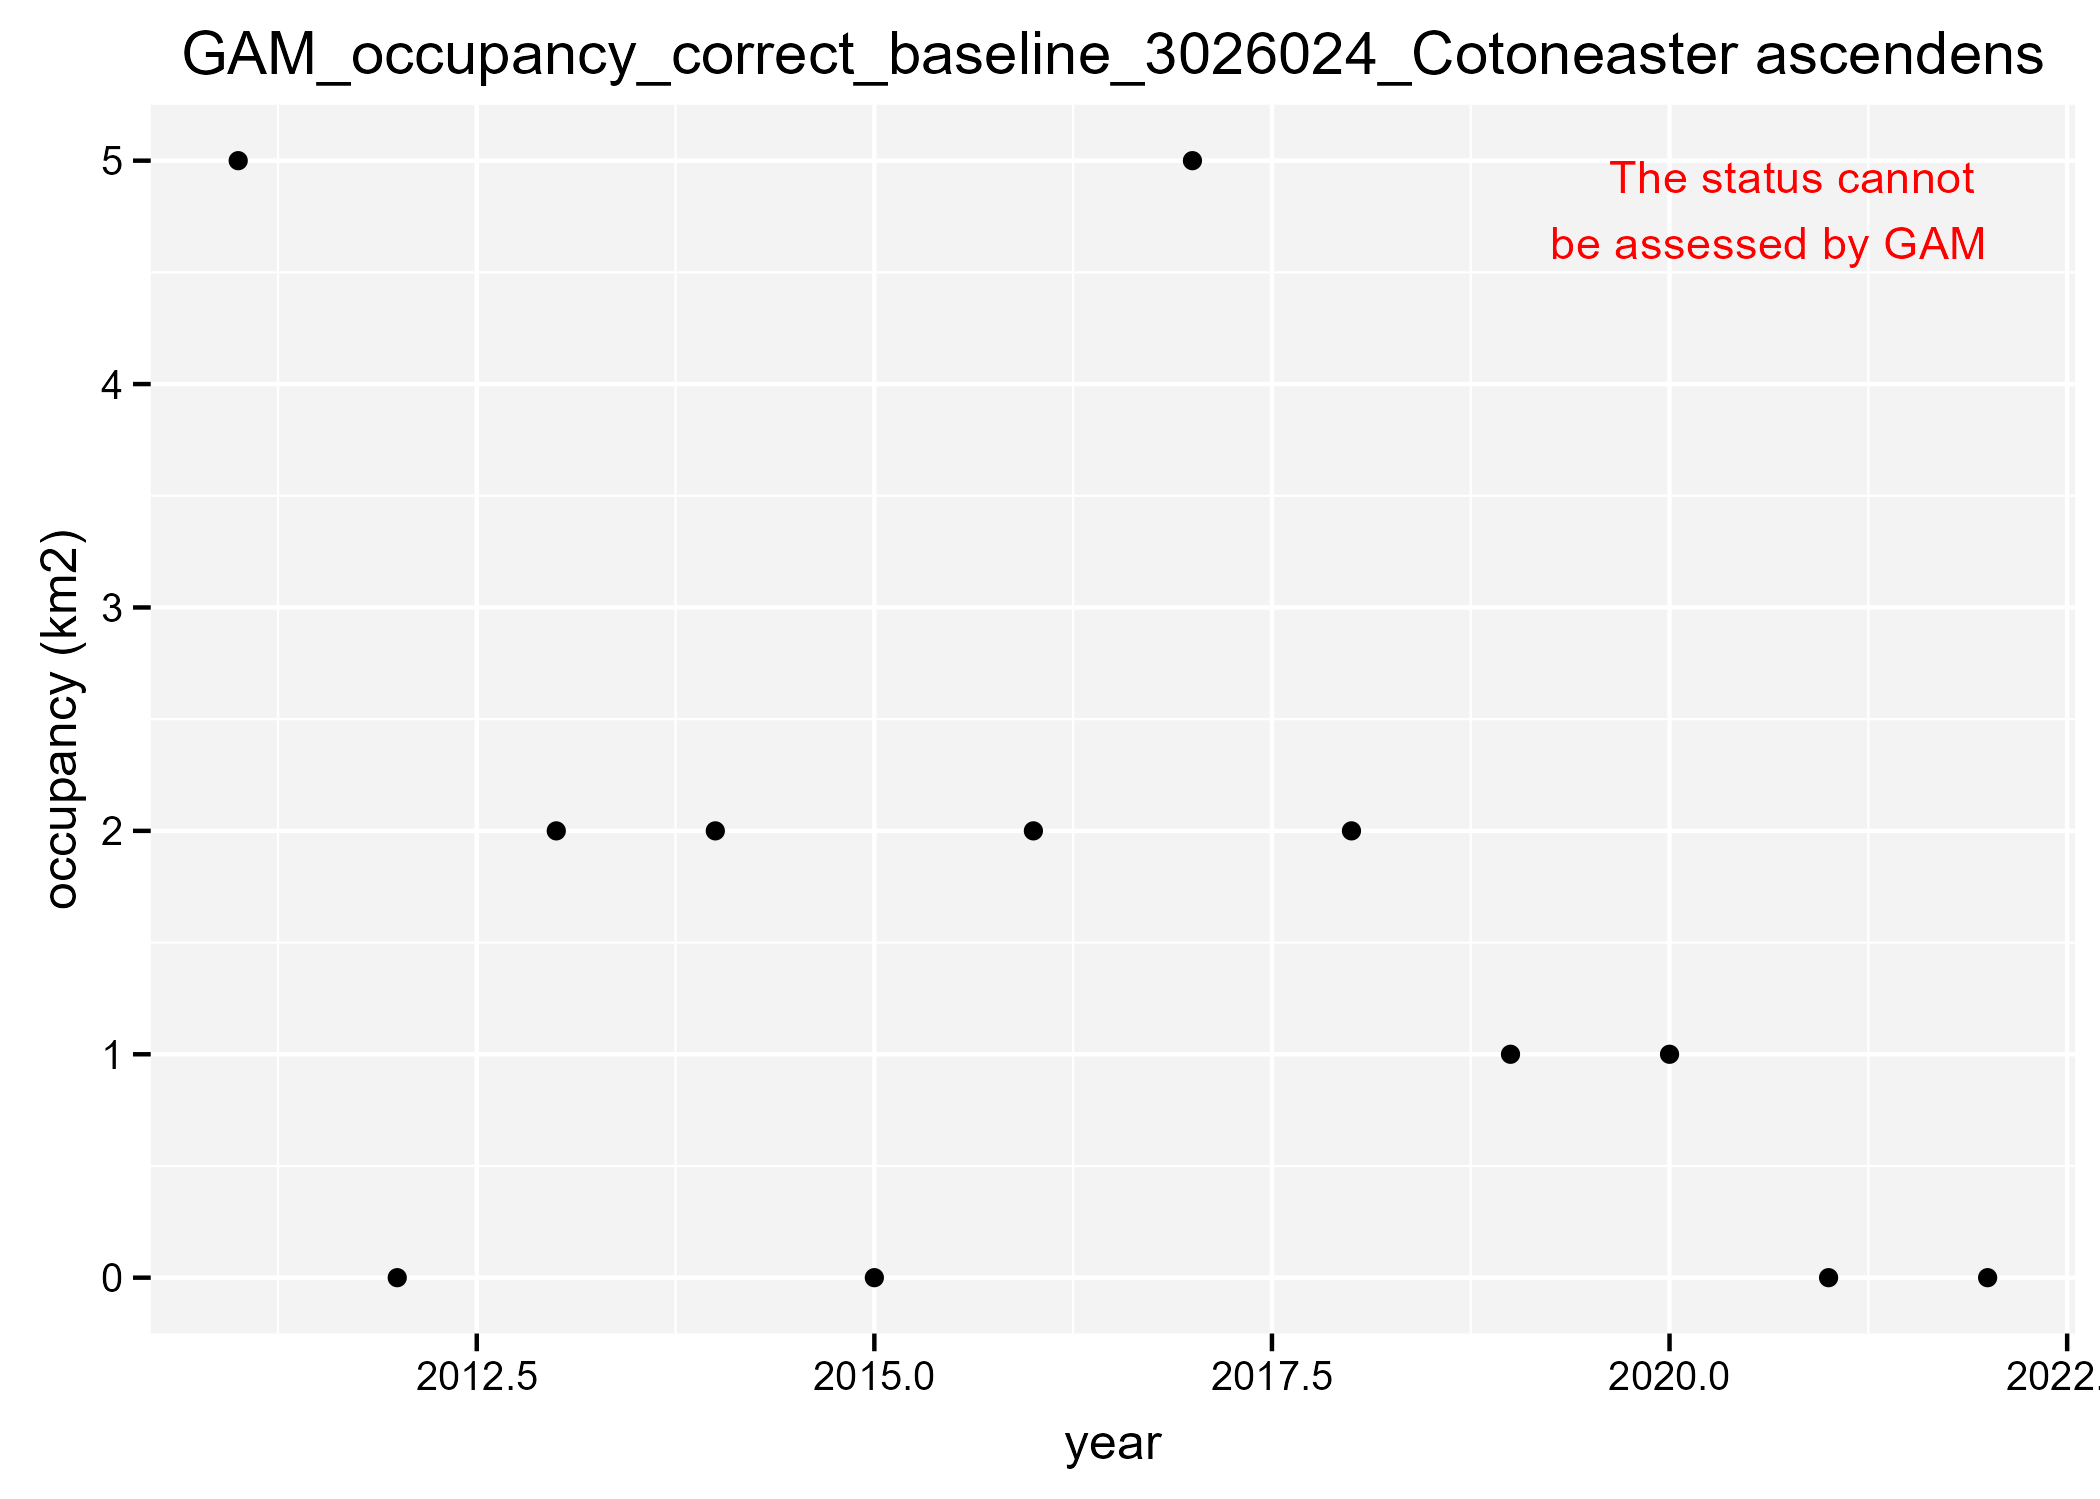 GAM_occupancy_correct_baseline_3026024_Cotoneaster ascendens
The status cannot
be assessed by GAM
occupancy (km2)
5
4
3
2
1
0
2012.5
2015.0
2017.5
2020.0
2022.
year